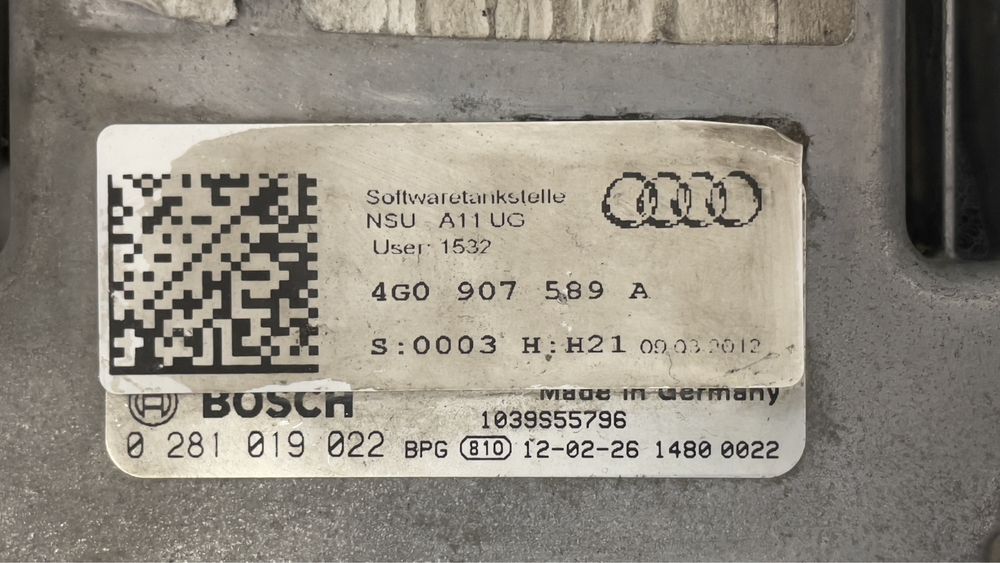 Softwaretankstelle
NSU A11 UG
User: 1532
4G0 907 589 A
S:0003 H:H21 09.03.2012
BOSCH
Made in Germany
1039S55796
0 281 019 022 BPG 810 12-02-26 1480 0022